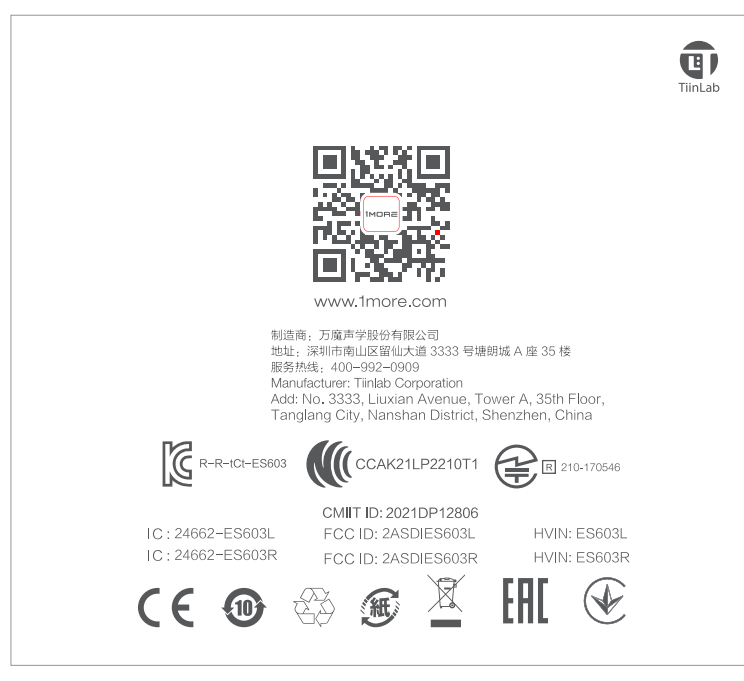 TiinLab
1MORE
www.1more.com
制造商：万魔声学股份有限公司
地址：深圳市南山区留仙大道 3333 号塘朗城 A 座 35 楼
服务热线：400-992-0909
Manufacturer: Tiinlab Corporation
Add: No. 3333, Liuxian Avenue, Tower A, 35th Floor,
Tanglang City, Nanshan District, Shenzhen, China
R-R-tCt-ES603 CCAK21LP2210T1 R 210-170546
CMIIT ID: 2021DP12806
IC : 24662-ES603L FCC ID: 2ASDIES603L HVIN: ES603L
IC : 24662-ES603R FCC ID: 2ASDIES603R HVIN: ES603R
CE 10 紙 EAC